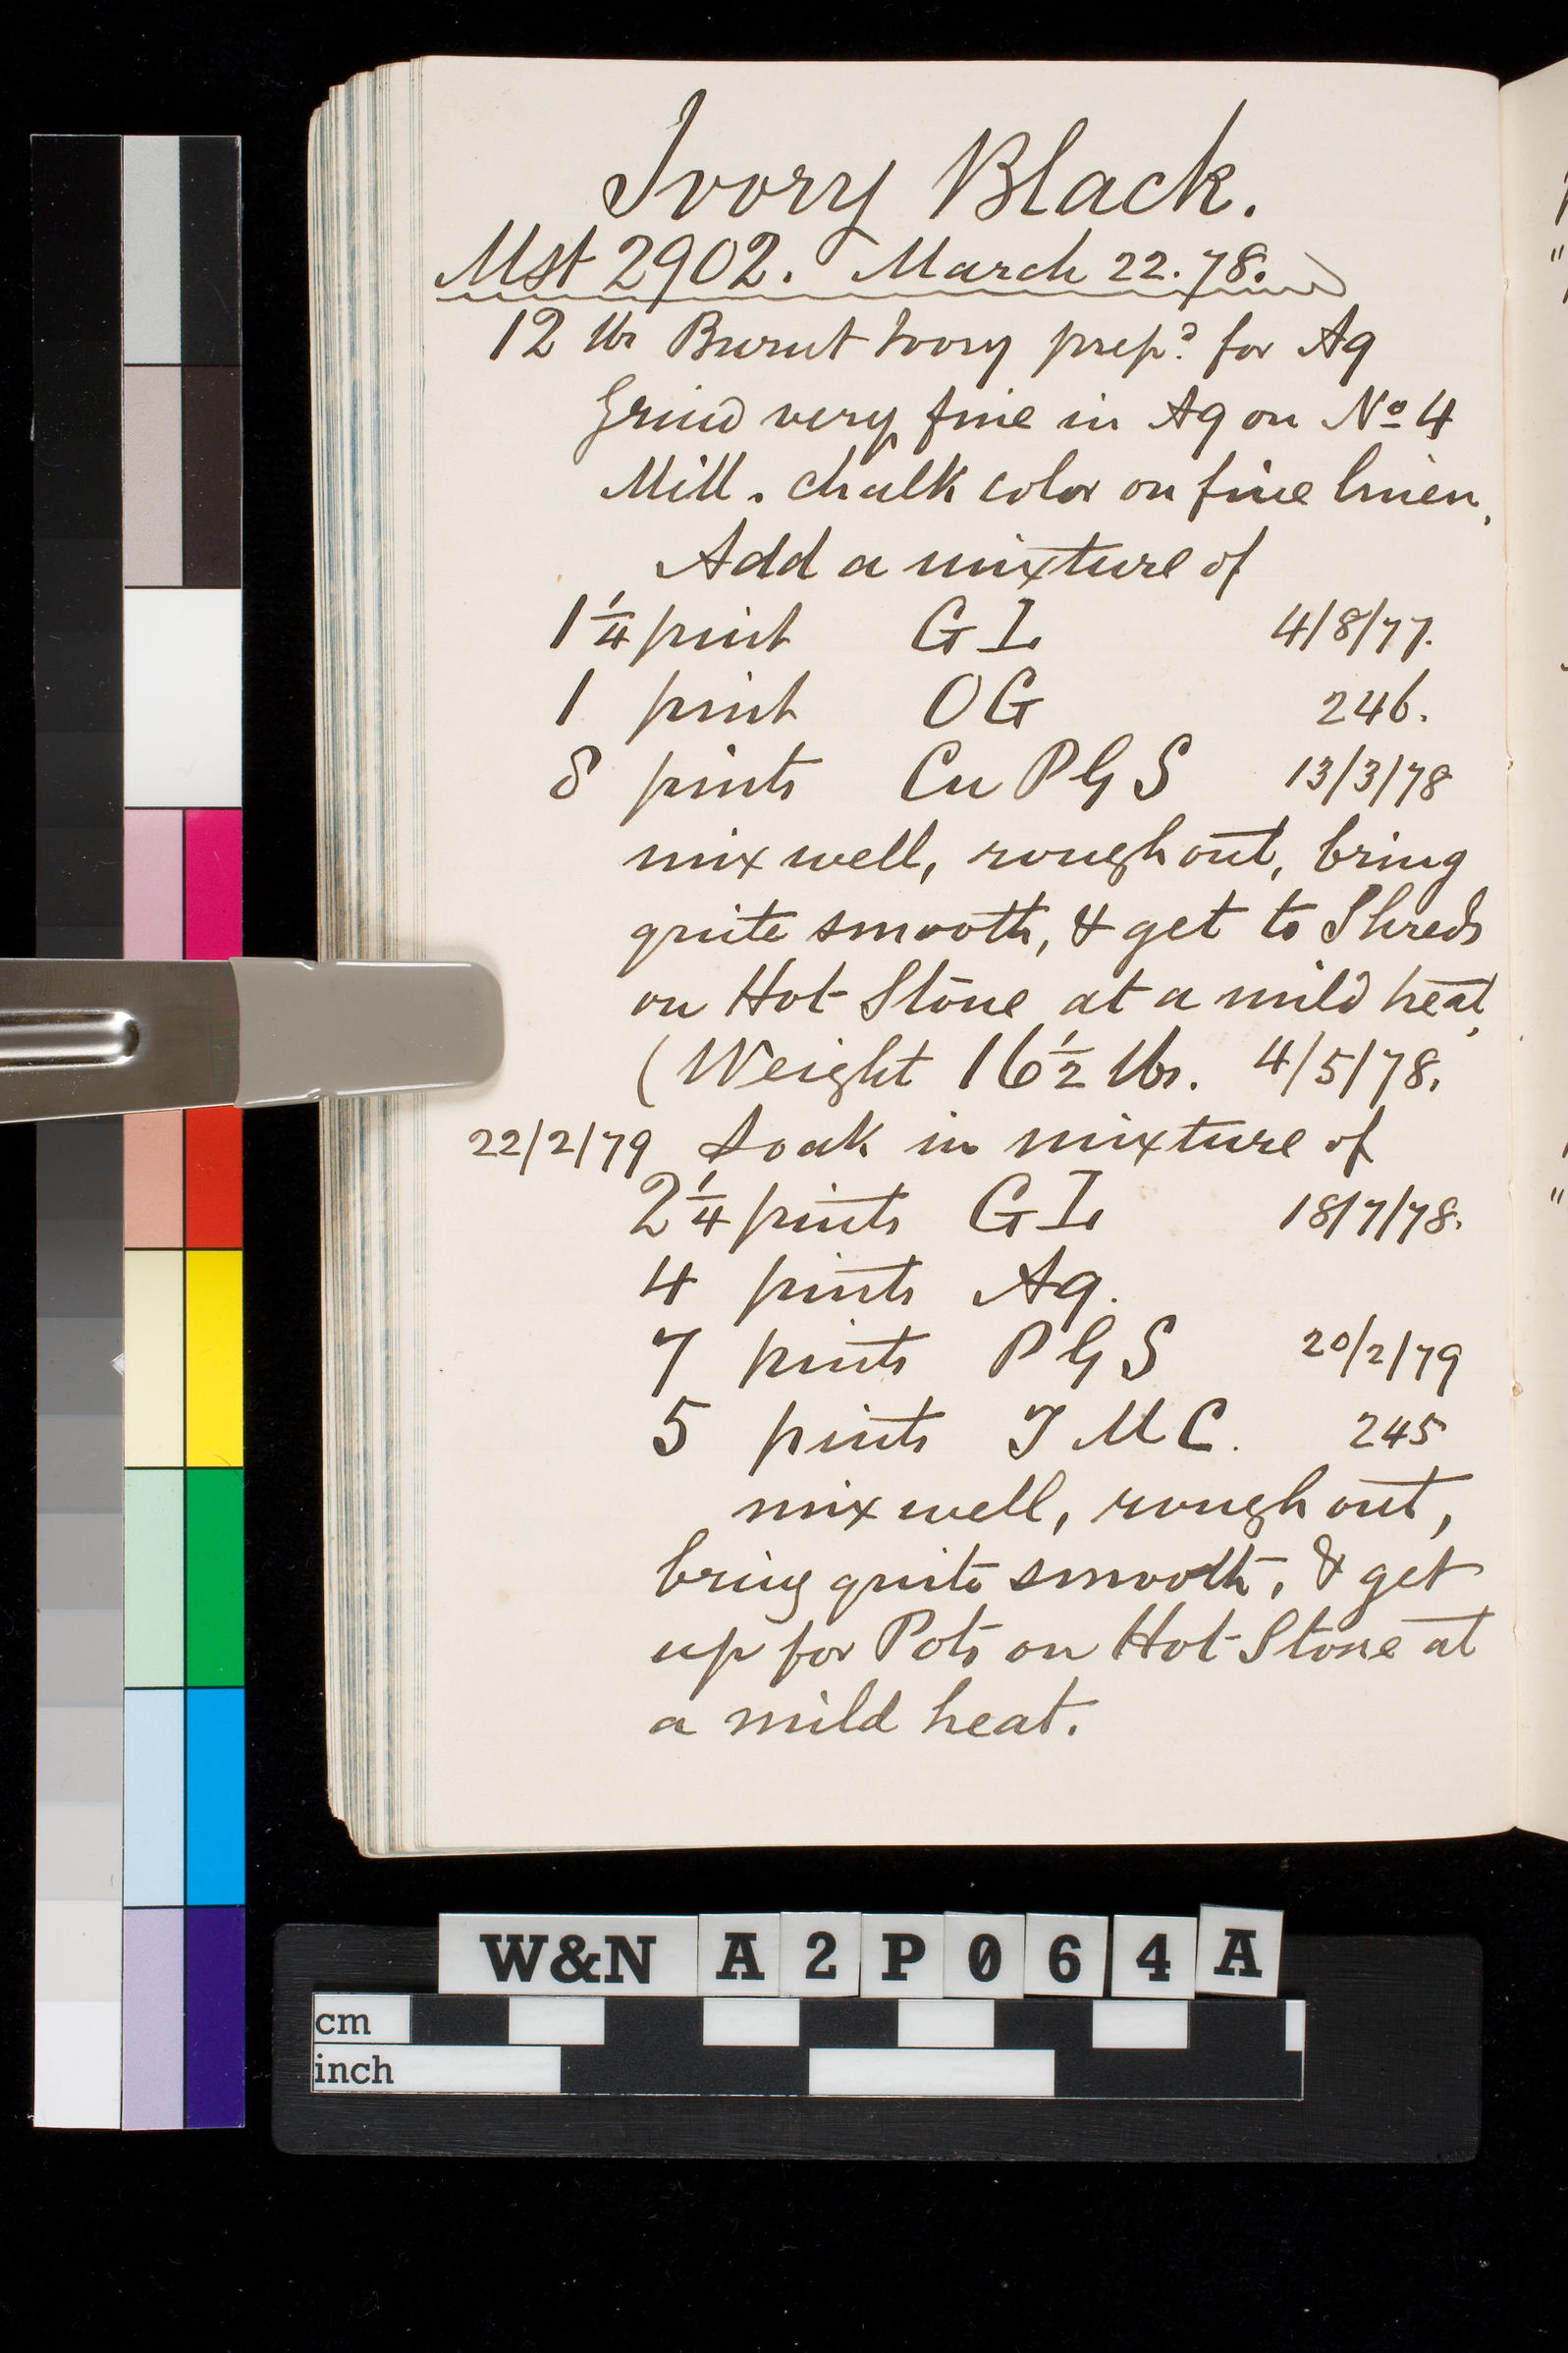 Ivory Black.
Mst 2902. March 22.78.
12 lbs Burnt Ivory prepd. for Aq
Grind very fine in Aq on No 4
Mill. chalk color on fine linen.
Add a mixture of
1 1/4 pint GI 4/8/77.
1 pint OG 246.
8 pints Cu PGS 13/3/78
mix well, rough out, bring
quite smooth, & get to Shreds
on Hot Stone at a mild heat,
(Weight 16 1/2 lbs. 4/5/78.
22/2/79 Soak in mixture of
2 1/4 pints GI 18/7/78.
4 pints Aq.
7 pints PGS 20/2/79
5 pints TMC. 245
mix well, rough out,
bring quite smooth, & get
up for Pots on Hot Stone at
a mild heat.
W&N A2P064A
cm
inch